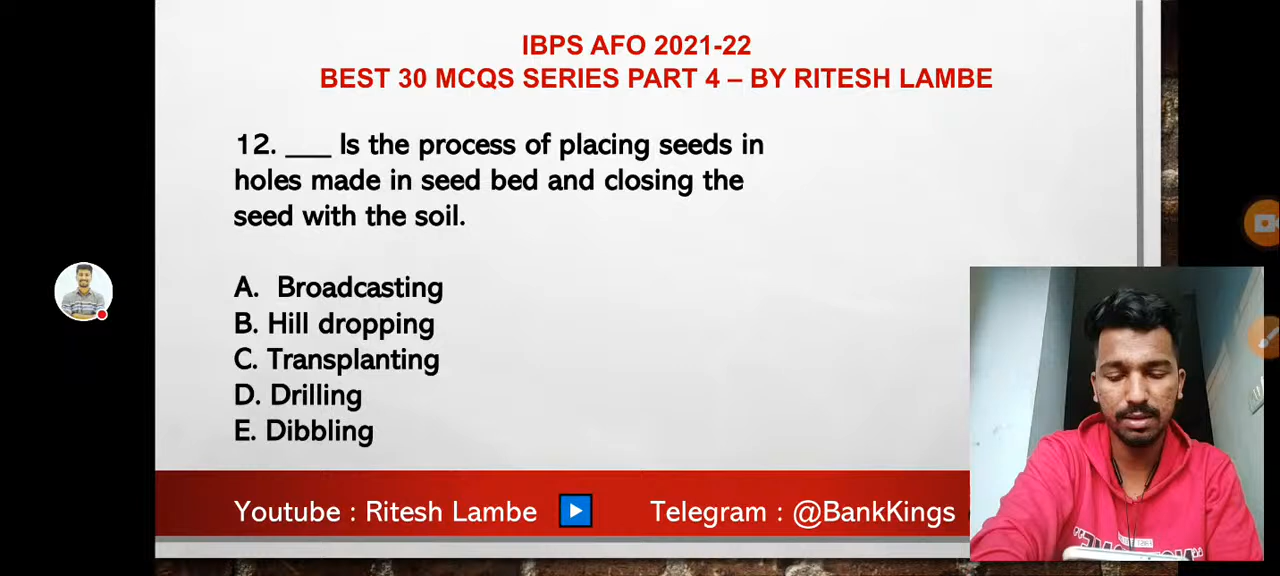 IBPS AFO 2021-22
BEST 30 MCQS SERIES PART 4 – BY RITESH LAMBE
12. ___ Is the process of placing seeds in
holes made in seed bed and closing the
seed with the soil.
A. Broadcasting
B. Hill dropping
C. Transplanting
D. Drilling
E. Dibbling
Youtube : Ritesh Lambe
Telegram : @BankKings